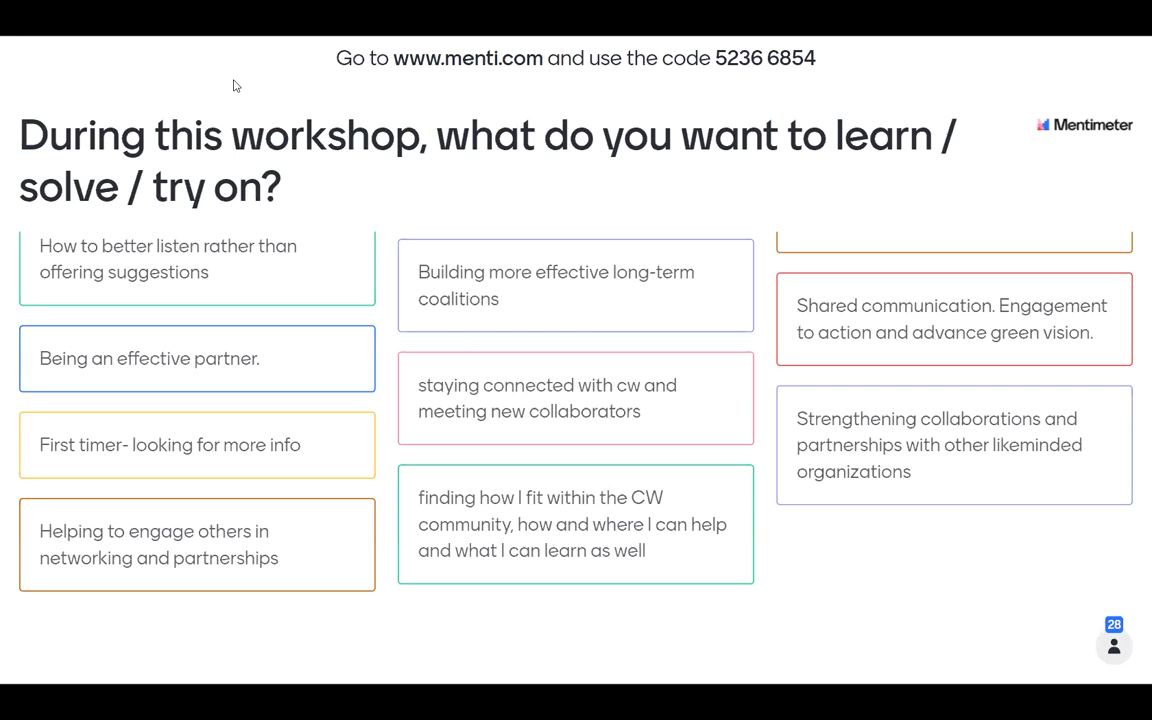 Go to www.menti.com and use the code 5236 6854
During this workshop, what do you want to learn /
solve / try on?
Mentimeter
How to better listen rather than
offering suggestions
Being an effective partner.
First timer- looking for more info
Helping to engage others in
networking and partnerships
Building more effective long-term
coalitions
staying connected with cw and
meeting new collaborators
finding how I fit within the CW
community, how and where I can help
and what I can learn as well
Shared communication. Engagement
to action and advance green vision.
Strengthening collaborations and
partnerships with other likeminded
organizations
28